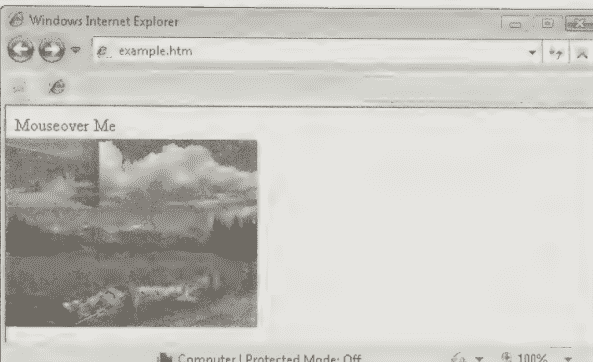 Windows Internet Explorer
example.htm
Mouseover Me
Computer | Protected Mode: Off
100%